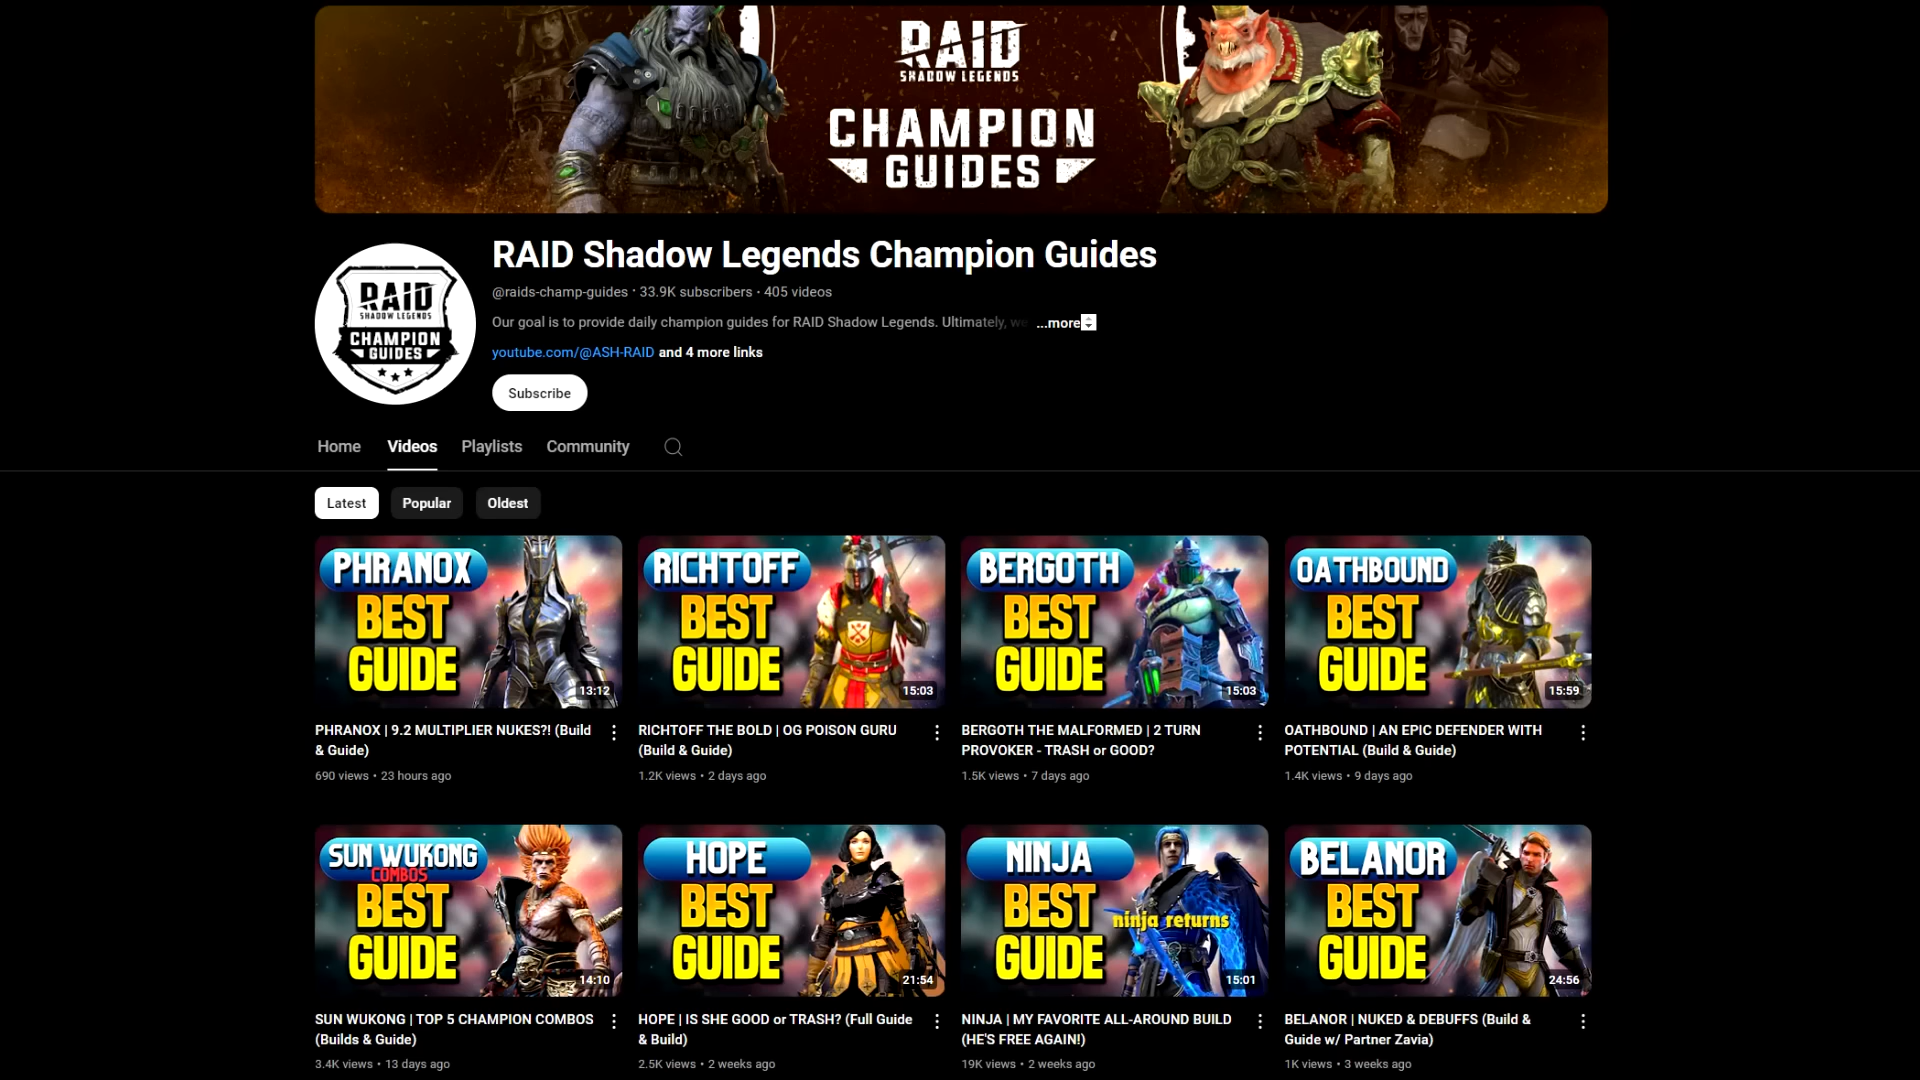 RAID
SHADOW LEGENDS
CHAMPION
GUIDES
RAID
SHADOW LEGENDS
CHAMPION
GUIDES
RAID Shadow Legends Champion Guides
@raids-champ-guides · 33.9K subscribers · 405 videos
Our goal is to provide daily champion guides for RAID Shadow Legends. Ultimately, we ...more
youtube.com/@ASH-RAID and 4 more links
Subscribe
Home Videos Playlists Community
Latest Popular Oldest
PHRANOX
BEST
GUIDE
13:12
RICHTOFF
BEST
GUIDE
15:03
BERGOTH
BEST
GUIDE
15:03
OATHBOUND
BEST
GUIDE
15:59
PHRANOX | 9.2 MULTIPLIER NUKES?! (Build
& Guide)
690 views • 23 hours ago
RICHTOFF THE BOLD | OG POISON GURU
(Build & Guide)
1.2K views • 2 days ago
BERGOTH THE MALFORMED | 2 TURN
PROVOKER - TRASH or GOOD?
1.5K views • 7 days ago
OATHBOUND | AN EPIC DEFENDER WITH
POTENTIAL (Build & Guide)
1.4K views • 9 days ago
SUN WUKONG
COMBOS
BEST
GUIDE
14:10
HOPE
BEST
GUIDE
21:54
NINJA
BEST
GUIDE
ninja returns
15:01
BELANOR
BEST
GUIDE
24:56
SUN WUKONG | TOP 5 CHAMPION COMBOS
(Builds & Guide)
3.4K views • 13 days ago
HOPE | IS SHE GOOD or TRASH? (Full Guide
& Build)
2.5K views • 2 weeks ago
NINJA | MY FAVORITE ALL-AROUND BUILD
(HE'S FREE AGAIN!)
19K views • 2 weeks ago
BELANOR | NUKED & DEBUFFS (Build &
Guide w/ Partner Zavia)
1K views • 3 weeks ago